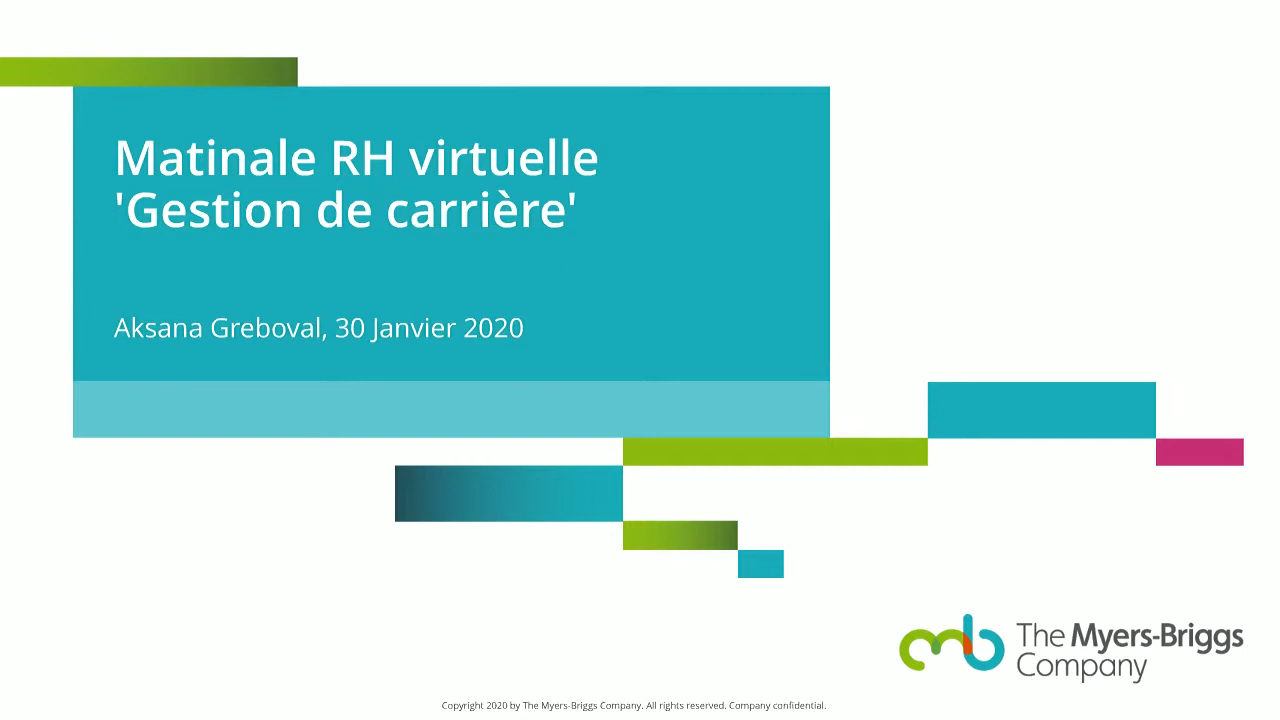 Matinale RH virtuelle
'Gestion de carrière'
Aksana Greboval, 30 Janvier 2020
The Myers-Briggs
Company
Copyright 2020 by The Myers-Briggs Company. All rights reserved. Company confidential.